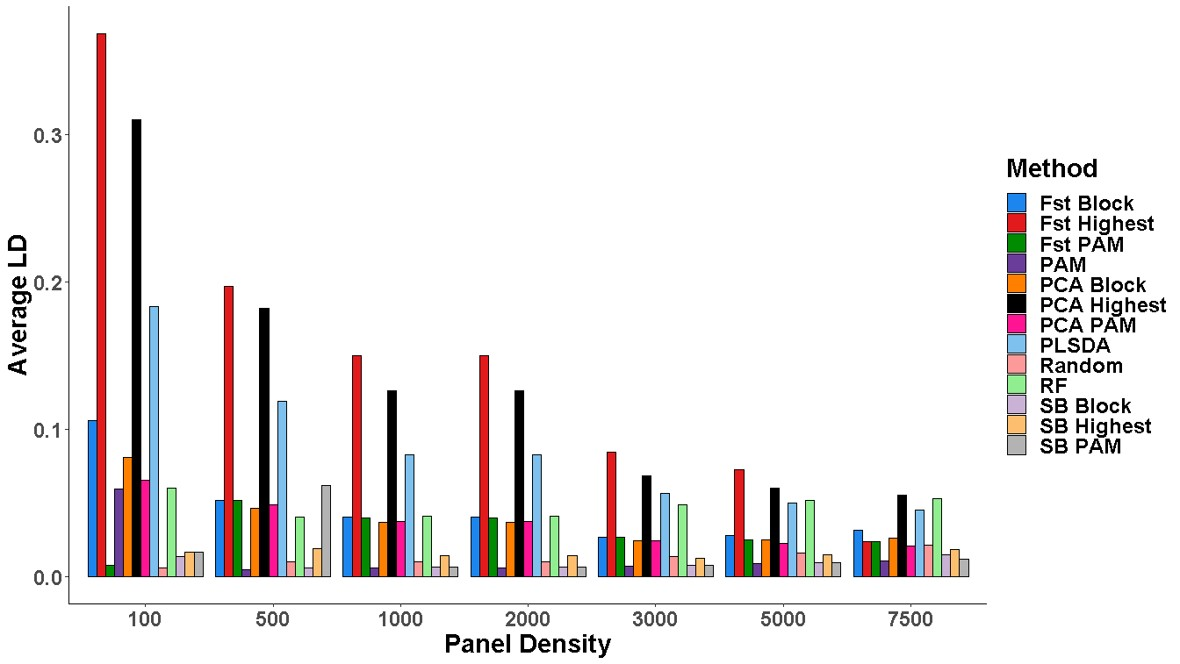 Average LD
0.3
0.2
0.1
0.0
100 500 1000 2000 3000 5000 7500
Panel Density
Method
Fst Block
Fst Highest
Fst PAM
PAM
PCA Block
PCA Highest
PCA PAM
PLSDA
Random
RF
SB Block
SB Highest
SB PAM